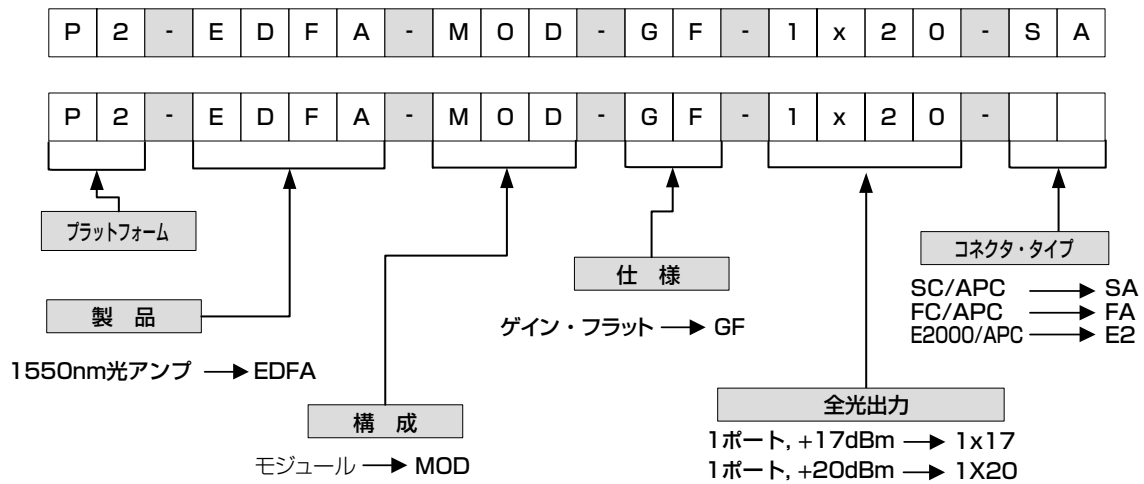 P2-EDFA-MOD-GF-1x20-SA
P2-EDFA-MOD-GF-1x20-
プラットフォーム
コネクタ・タイプ
仕 様
SC/APC → SA
FC/APC → FA
E2000/APC → E2
製 品
ゲイン・フラット → GF
1550nm光アンプ → EDFA
全光出力
構 成
1ポート, +17dBm → 1x17
モジュール → MOD
1ポート, +20dBm → 1X20